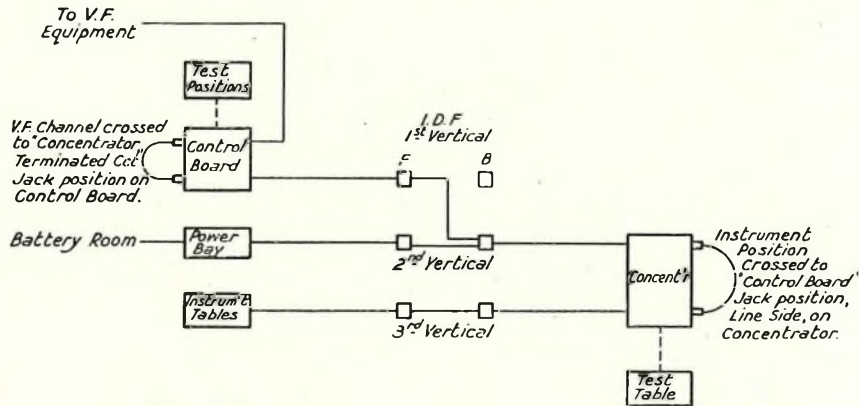 To V.F.
Equipment
Test
Positions
I.D.F
1st Vertical
V.F. Channel crossed
to "Concentrator,
Terminated Cct"
Jack position on
Control Board.
Control
Board
F
B
Battery Room
Power
Bay
2nd Vertical
Instrum't
Tables
3rd Vertical
Concent'r
Instrument
Position
Crossed to
"Control Board"
Jack position,
Line Side, on
Concentrator.
Test
Table